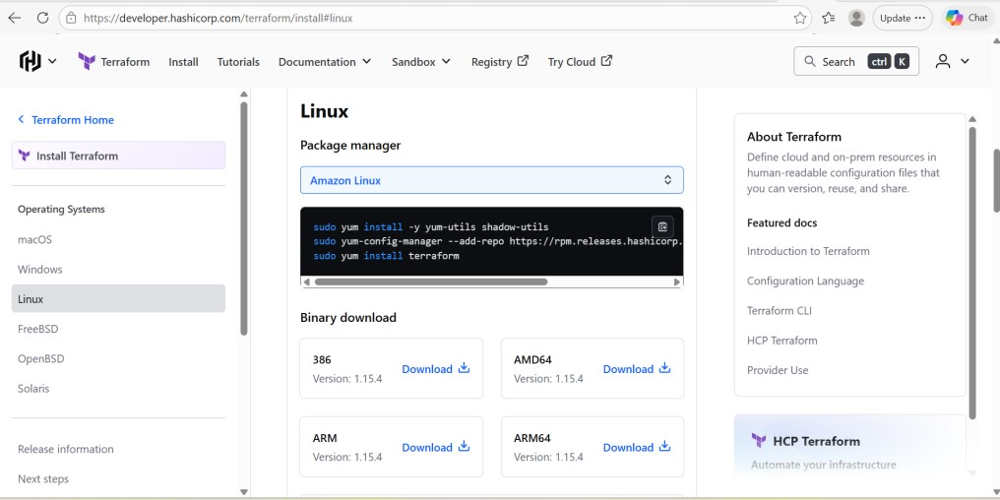 https://developer.hashicorp.com/terraform/install#linux
Update
Chat
Terraform
Install
Tutorials
Documentation
Sandbox
Registry
Try Cloud
Search
ctrl
K
Terraform Home
Install Terraform
Operating Systems
macOS
Windows
Linux
FreeBSD
OpenBSD
Solaris
Release information
Next steps
Linux
Package manager
Amazon Linux
sudo yum install -y yum-utils shadow-utils
sudo yum-config-manager --add-repo https://rpm.releases.hashicorp.
sudo yum install terraform
Binary download
386
Version: 1.15.4
Download
AMD64
Version: 1.15.4
Download
ARM
Version: 1.15.4
Download
ARM64
Version: 1.15.4
Download
About Terraform
Define cloud and on-prem resources in
human-readable configuration files that
you can version, reuse, and share.
Featured docs
Introduction to Terraform
Configuration Language
Terraform CLI
HCP Terraform
Provider Use
HCP Terraform
Automate your infrastructure